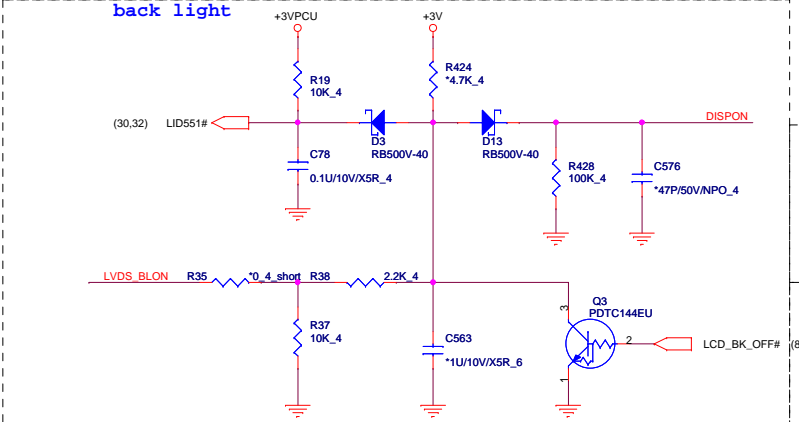 back light
+3VPCU
+3V
R19
10K_4
R424
*4.7K_4
(30,32)
LID551#
D3
RB500V-40
D13
RB500V-40
DISPON
C78
0.1U/10V/X5R_4
R428
100K_4
C576
*47P/50V/NPO_4
LVDS_BLON
R35
*0_4_short
R38
2.2K_4
R37
10K_4
C563
*1U/10V/X5R_6
Q3
PDTC144EU
3
2
1
LCD_BK_OFF#
(8